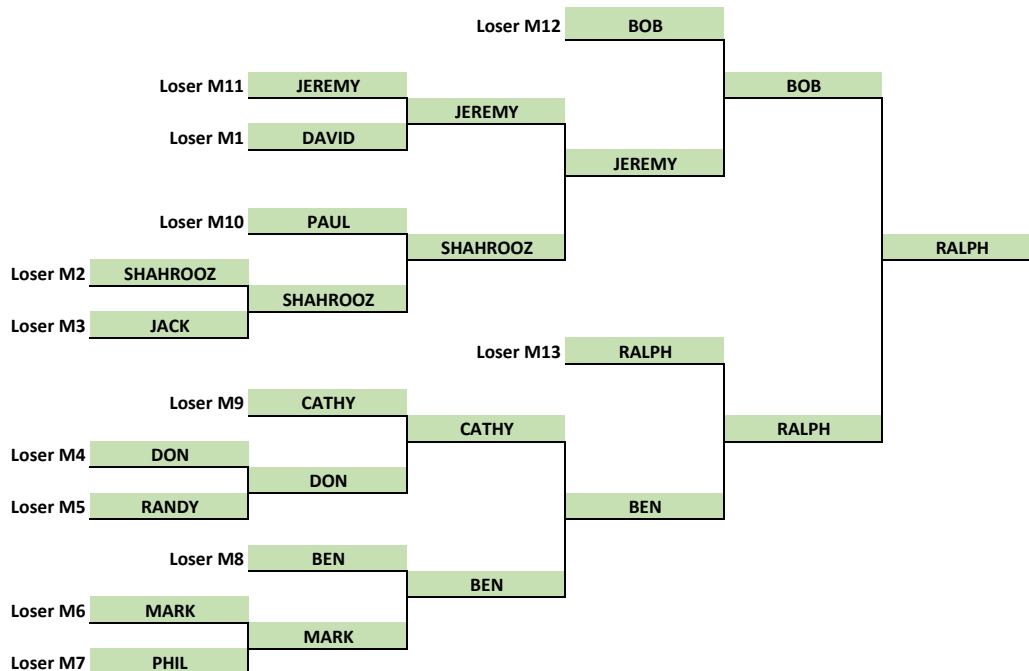 Loser M12 BOB
Loser M11 JEREMY BOB
JEREMY
Loser M1 DAVID
JEREMY
Loser M10 PAUL
SHAHROOZ RALPH
Loser M2 SHAHROOZ
SHAHROOZ
Loser M3 JACK
Loser M13 RALPH
Loser M9 CATHY
CATHY RALPH
Loser M4 DON
DON
Loser M5 RANDY BEN
Loser M8 BEN
BEN
Loser M6 MARK
MARK
Loser M7 PHIL